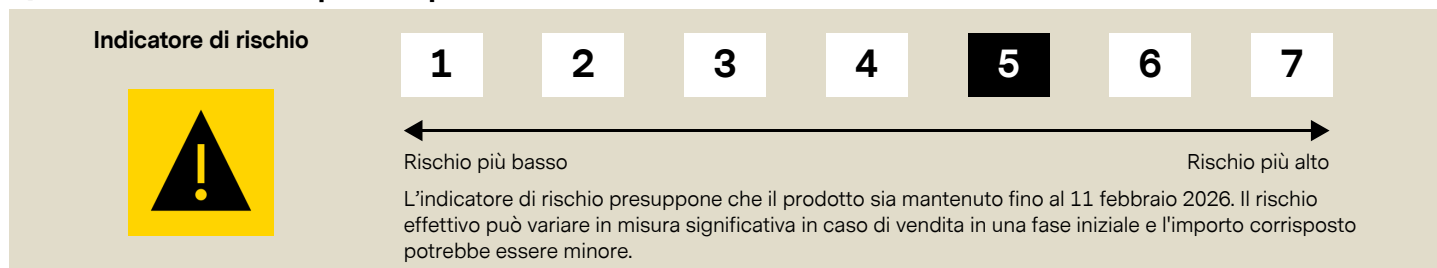 Indicatore di rischio
1 2 3 4 5 6 7
Rischio più basso Rischio più alto
L'indicatore di rischio presuppone che il prodotto sia mantenuto fino al 11 febbraio 2026. Il rischio
effettivo può variare in misura significativa in caso di vendita in una fase iniziale e l'importo corrisposto
potrebbe essere minore.